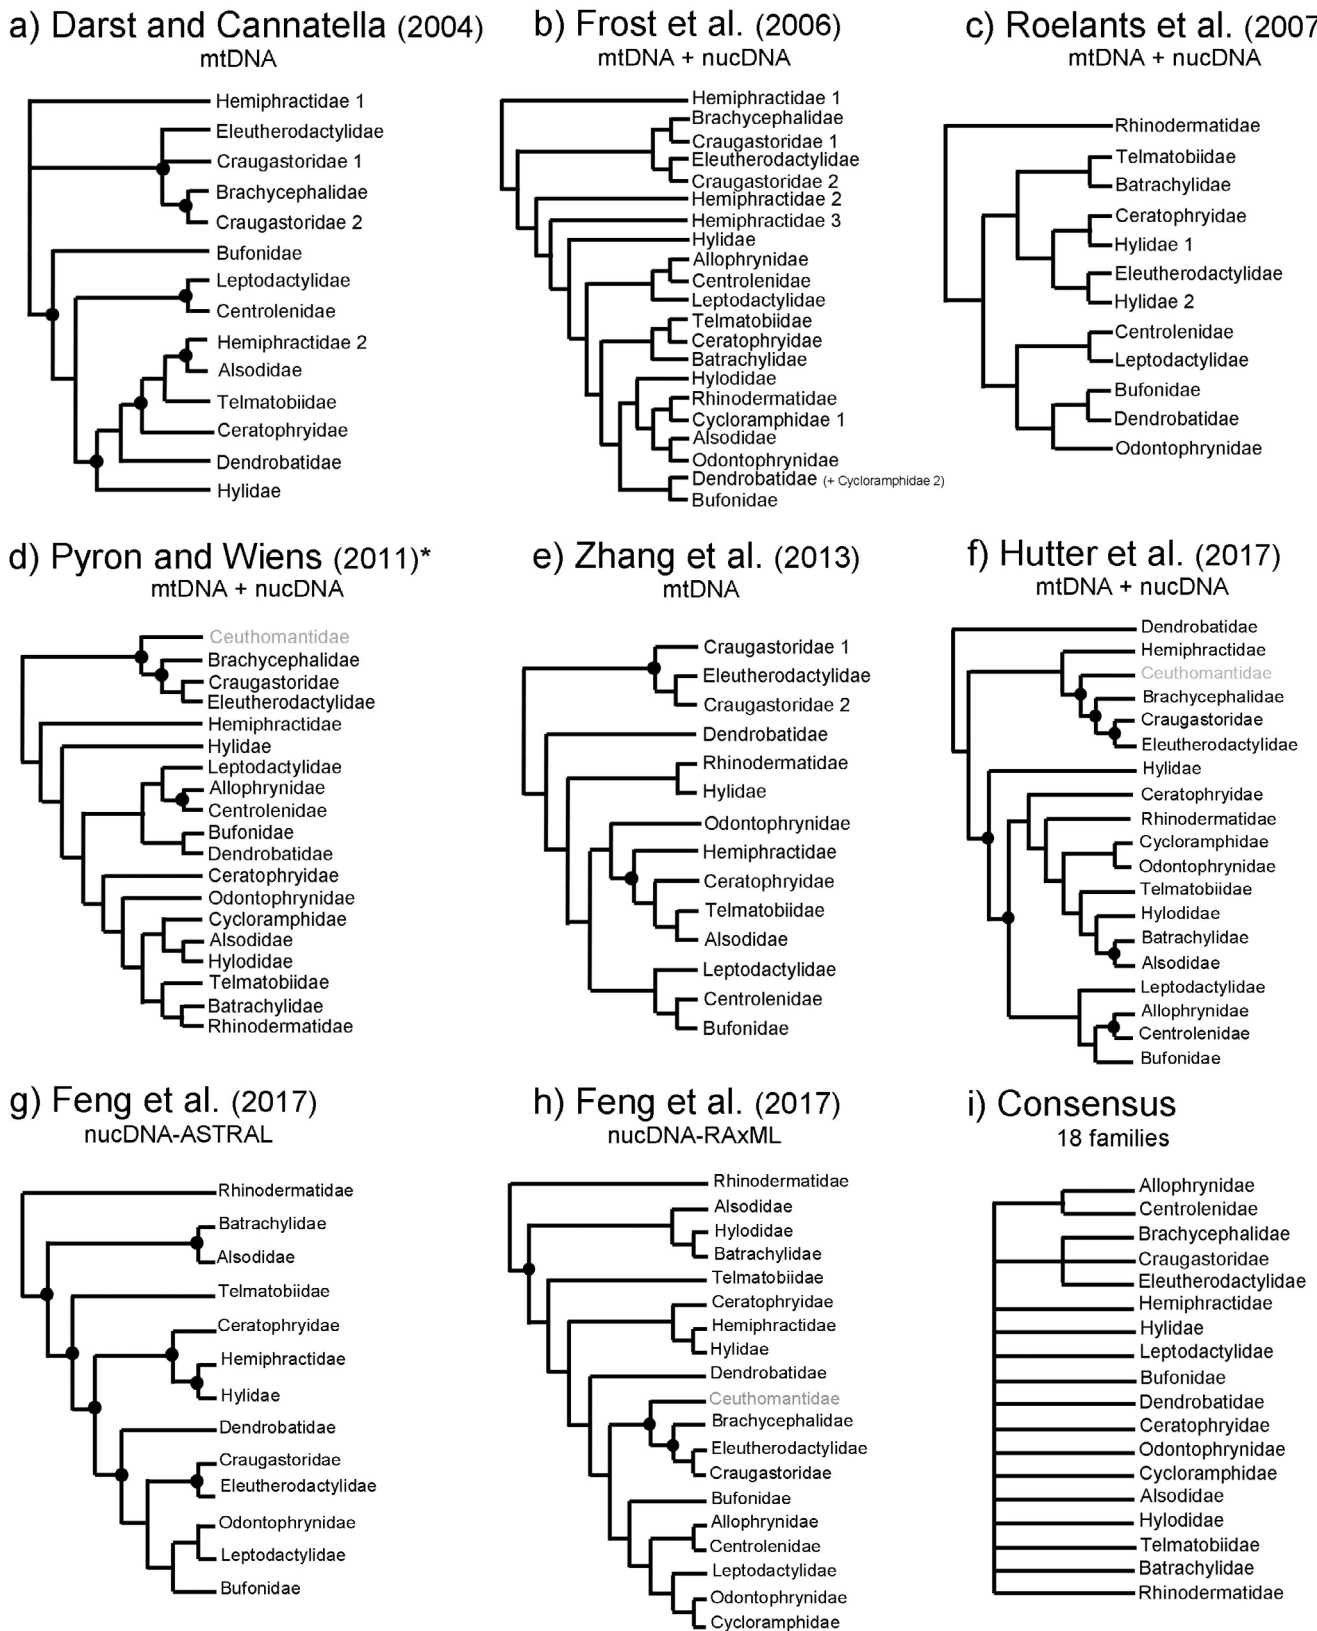 a) Darst and Cannatella (2004)
mtDNA
Hemiphractidae 1
Eleutherodactylidae
Craugastoridae 1
Brachycephalidae
Craugastoridae 2
Bufonidae
Leptodactylidae
Centrolenidae
Hemiphractidae 2
Alsodidae
Telmatobiidae
Ceratophryidae
Dendrobatidae
Hylidae
b) Frost et al. (2006)
mtDNA + nucDNA
Hemiphractidae 1
Brachycephalidae
Craugastoridae 1
Eleutherodactylidae
Craugastoridae 2
Hemiphractidae 2
Hemiphractidae 3
Hylidae
Allophrynidae
Centrolenidae
Leptodactylidae
Telmatobiidae
Ceratophryidae
Batrachylidae
Hylodidae
Rhinodermatidae
Cycloramphidae 1
Alsodidae
Odontophrynidae
Dendrobatidae (+ Cycloramphidae 2)
Bufonidae
c) Roelants et al. (2007
mtDNA + nucDNA
Rhinodermatidae
Telmatobiidae
Batrachylidae
Ceratophryidae
Hylidae 1
Eleutherodactylidae
Hylidae 2
Centrolenidae
Leptodactylidae
Bufonidae
Dendrobatidae
Odontophrynidae
d) Pyron and Wiens (2011)*
mtDNA + nucDNA
Ceuthomantidae
Brachycephalidae
Craugastoridae
Eleutherodactylidae
Hemiphractidae
Hylidae
Leptodactylidae
Allophrynidae
Centrolenidae
Bufonidae
Dendrobatidae
Ceratophryidae
Odontophrynidae
Cycloramphidae
Alsodidae
Hylodidae
Telmatobiidae
Batrachylidae
Rhinodermatidae
e) Zhang et al. (2013)
mtDNA
Craugastoridae 1
Eleutherodactylidae
Craugastoridae 2
Dendrobatidae
Rhinodermatidae
Hylidae
Odontophrynidae
Hemiphractidae
Ceratophryidae
Telmatobiidae
Alsodidae
Leptodactylidae
Centrolenidae
Bufonidae
f) Hutter et al. (2017)
mtDNA + nucDNA
Dendrobatidae
Hemiphractidae
Ceuthomantidae
Brachycephalidae
Craugastoridae
Eleutherodactylidae
Hylidae
Ceratophryidae
Rhinodermatidae
Cycloramphidae
Odontophrynidae
Telmatobiidae
Hylodidae
Batrachylidae
Alsodidae
Leptodactylidae
Allophrynidae
Centrolenidae
Bufonidae
g) Feng et al. (2017)
nucDNA-ASTRAL
Rhinodermatidae
Batrachylidae
Alsodidae
Telmatobiidae
Ceratophryidae
Hemiphractidae
Hylidae
Dendrobatidae
Craugastoridae
Eleutherodactylidae
Odontophrynidae
Leptodactylidae
Bufonidae
h) Feng et al. (2017)
nucDNA-RAxML
Rhinodermatidae
Alsodidae
Hylodidae
Batrachylidae
Telmatobiidae
Ceratophryidae
Hemiphractidae
Hylidae
Dendrobatidae
Ceuthomantidae
Brachycephalidae
Eleutherodactylidae
Craugastoridae
Bufonidae
Allophrynidae
Centrolenidae
Leptodactylidae
Odontophrynidae
Cycloramphidae
i) Consensus
18 families
Allophrynidae
Centrolenidae
Brachycephalidae
Craugastoridae
Eleutherodactylidae
Hemiphractidae
Hylidae
Leptodactylidae
Bufonidae
Dendrobatidae
Ceratophryidae
Odontophrynidae
Cycloramphidae
Alsodidae
Hylodidae
Telmatobiidae
Batrachylidae
Rhinodermatidae